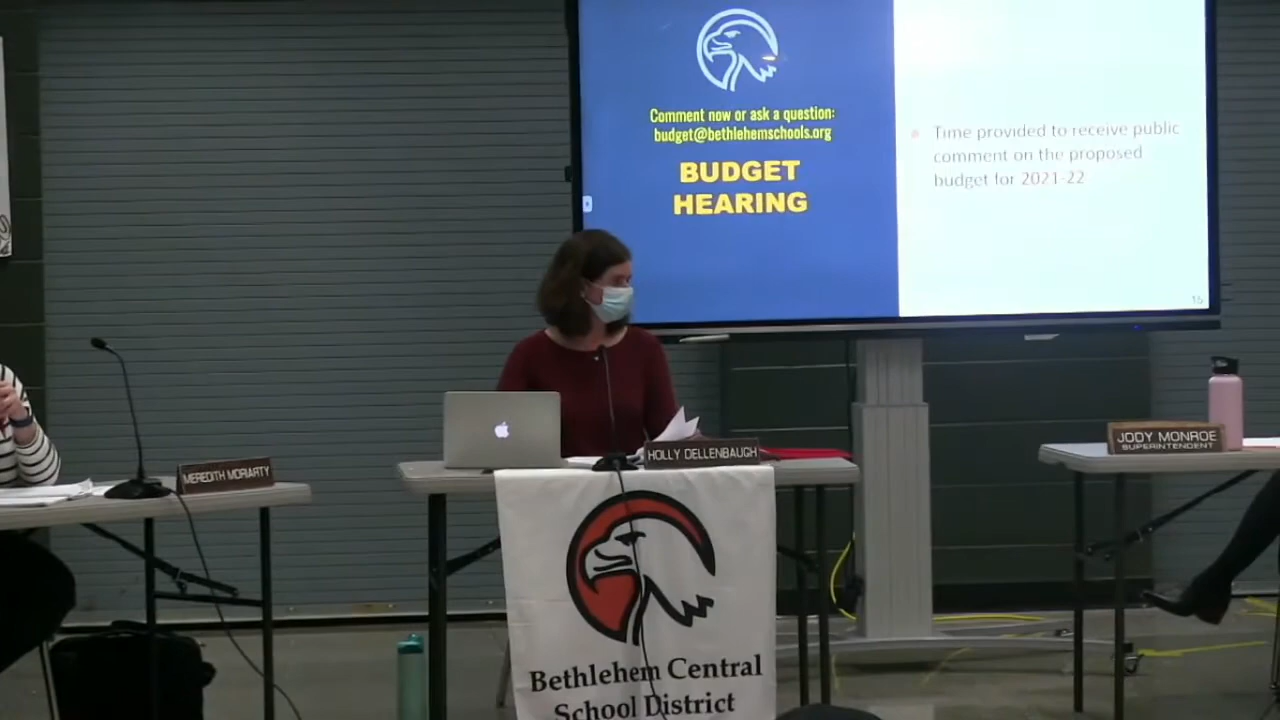 Comment now or ask a question:
budget@bethlehemschools.org
BUDGET
HEARING
Time provided to receive public
comment on the proposed
budget for 2021-22
15
MEREDITH MORIARTY
HOLLY DELLENBAUGH
JODY MONROE
SUPERINTENDENT
Bethlehem Central
School District